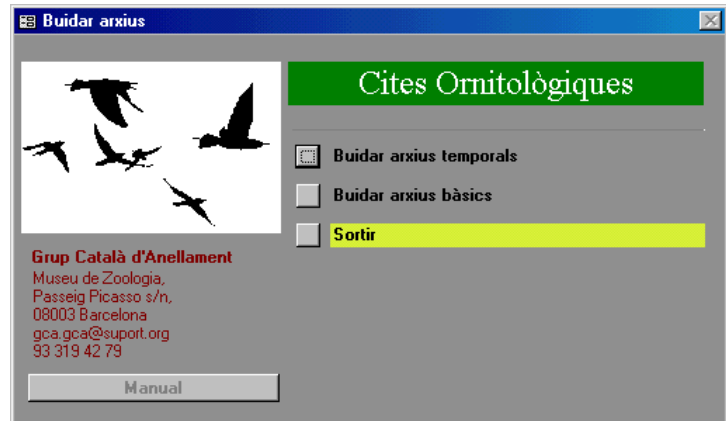 Buidar arxius
Cites Ornitològiques
Buidar arxius temporals
Buidar arxius bàsics
Sortir
Grup Català d'Anellament
Museu de Zoologia,
Passeig Picasso s/n,
08003 Barcelona
gca.gca@suport.org
93 319 42 79
Manual